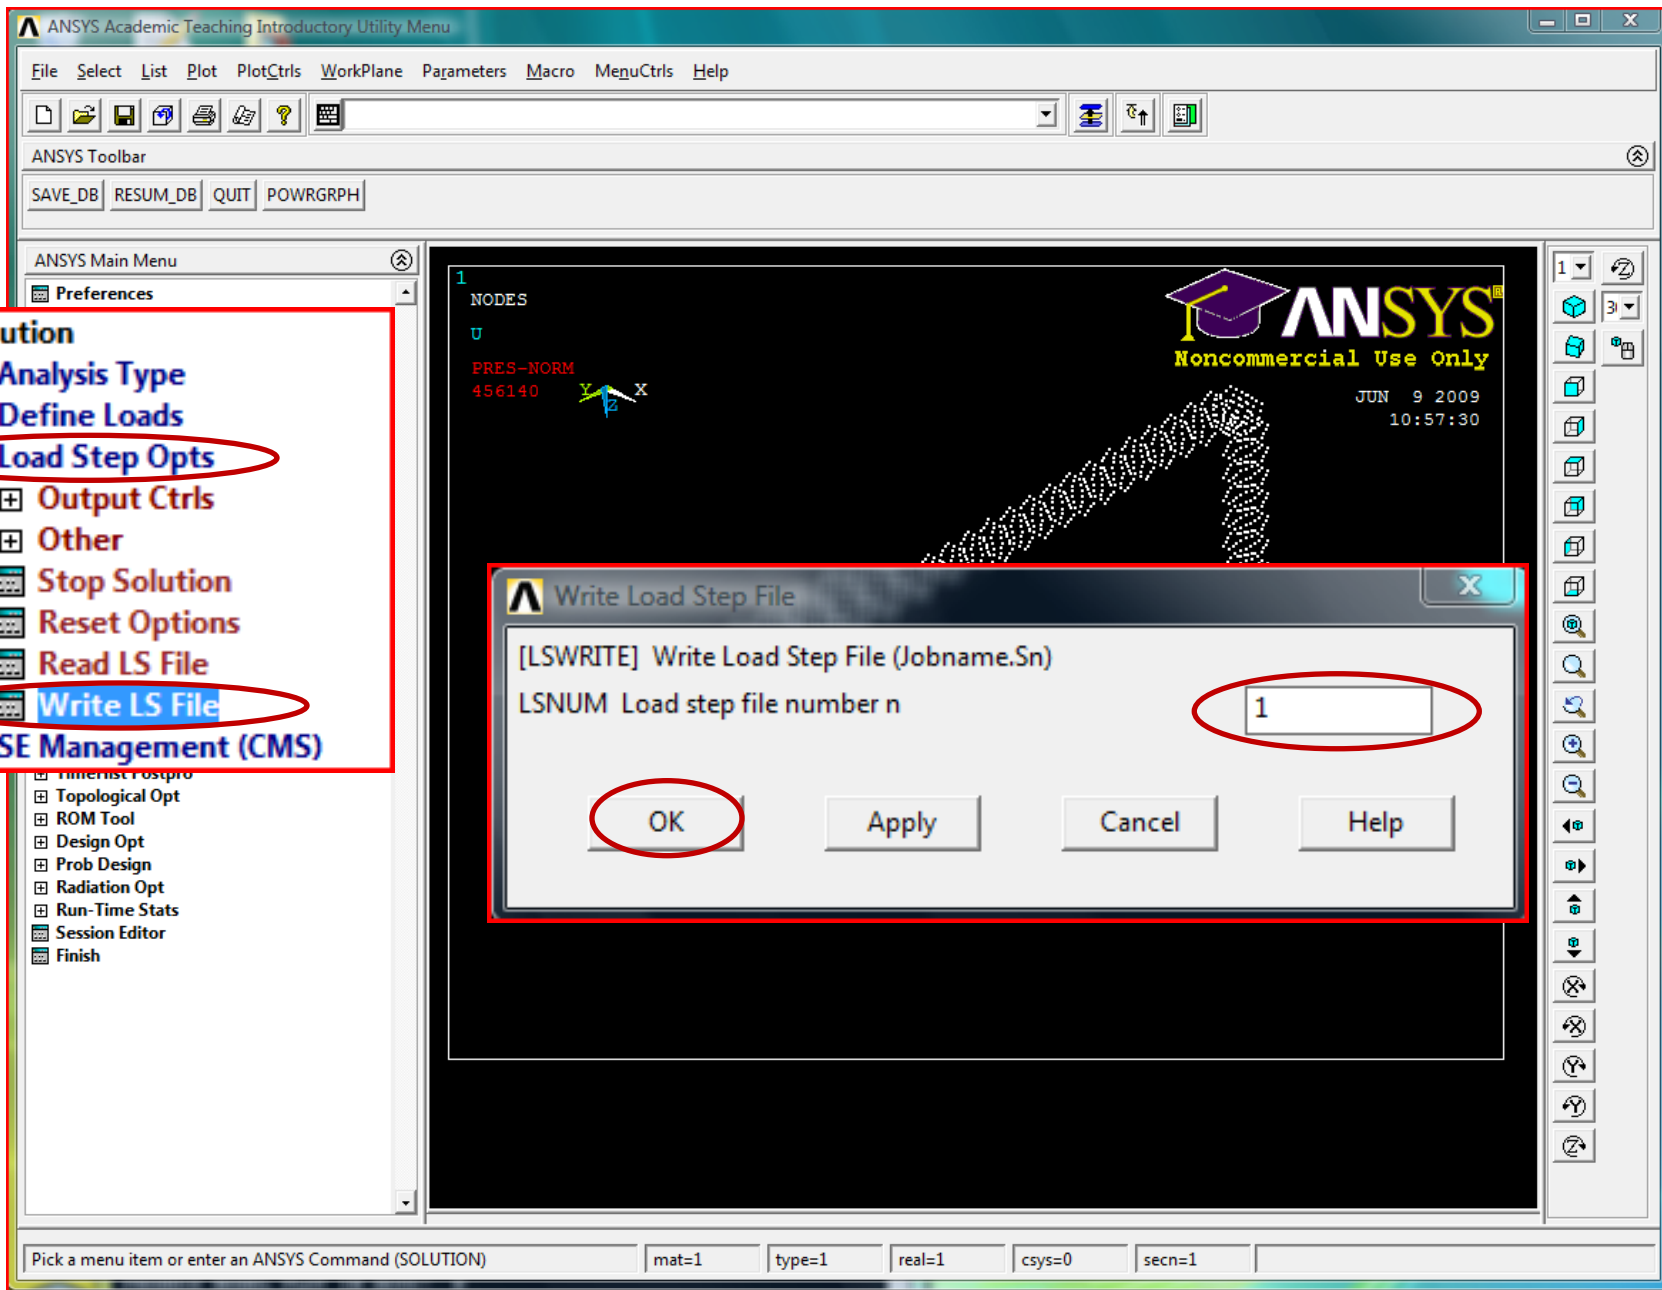 ANSYS Academic Teaching Introductory Utility Menu
File Select List Plot PlotCtrls WorkPlane Parameters Macro MenuCtrls Help
ANSYS Toolbar
SAVE_DB RESUM_DB QUIT POWRGRPH
ANSYS Main Menu
Preferences
ution
Analysis Type
Define Loads
Load Step Opts
Output Ctrls
Other
Stop Solution
Reset Options
Read LS File
Write LS File
SE Management (CMS)
TimeHist Postpro
Topological Opt
ROM Tool
Design Opt
Prob Design
Radiation Opt
Run-Time Stats
Session Editor
Finish
1
NODES
U
PRES-NORM
456140
Y X
Z
ANSYS®
Noncommercial Use Only
JUN 9 2009
10:57:30
Write Load Step File
[LSWRITE] Write Load Step File (Jobname.Sn)
LSNUM Load step file number n 1
OK Apply Cancel Help
1
3
Pick a menu item or enter an ANSYS Command (SOLUTION) mat=1 type=1 real=1 csys=0 secn=1